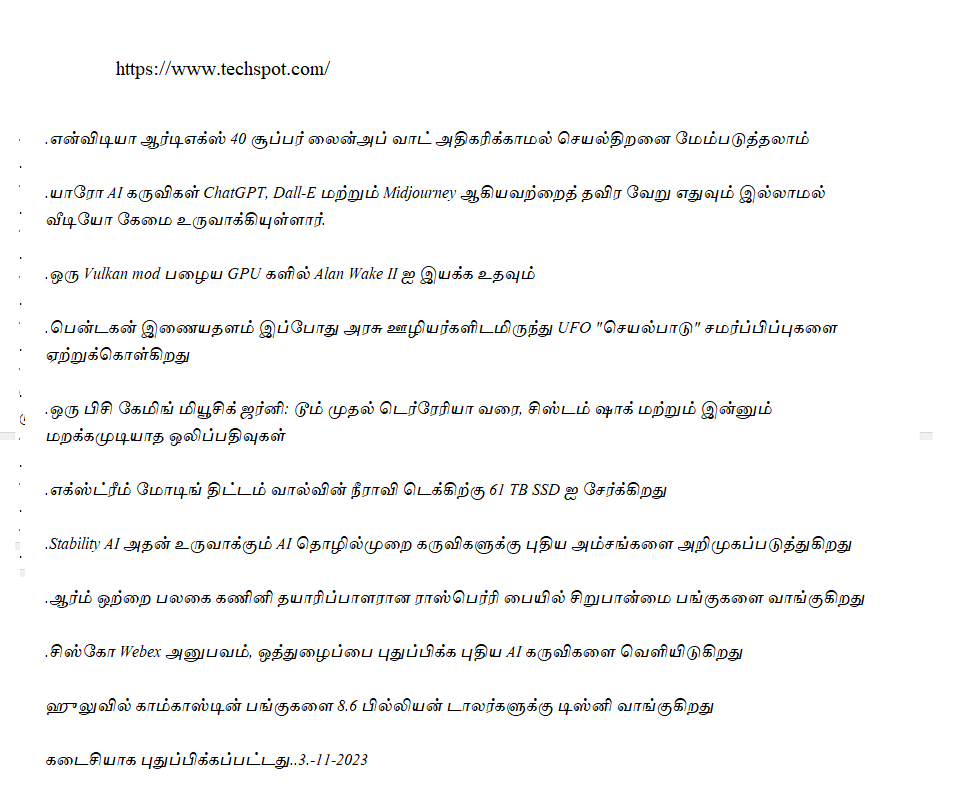 https://www.techspot.com/
.என்விடியா ஆர்டிஎக்ஸ் 40 சூப்பர் லைன்அப் வாட் அதிகரிக்காமல் செயல்திறனை மேம்படுத்தலாம்
.யாரோ AI கருவிகள் ChatGPT, Dall-E மற்றும் Midjourney ஆகியவற்றைத் தவிர வேறு எதுவும் இல்லாமல்
வீடியோ கேமை உருவாக்கியுள்ளார்.
.ஒரு Vulkan mod பழைய GPU களில் Alan Wake II ஐ இயக்க உதவும்
.பென்டகன் இணையதளம் இப்போது அரசு ஊழியர்களிடமிருந்து UFO "செயல்பாடு" சமர்ப்பிப்புகளை
ஏற்றுக்கொள்கிறது
.ஒரு பிசி கேமிங் மியூசிக் ஜர்னி: டூம் முதல் டெர்ரேரியா வரை, சிஸ்டம் ஷாக் மற்றும் இன்னும்
மறக்கமுடியாத ஒலிப்பதிவுகள்
.எக்ஸ்ட்ரீம் மோடிங் திட்டம் வால்வின் நீராவி டெக்கிற்கு 61 TB SSD ஐ சேர்க்கிறது
.Stability AI அதன் உருவாக்கும் AI தொழில்முறை கருவிகளுக்கு புதிய அம்சங்களை அறிமுகப்படுத்துகிறது
.ஆர்ம் ஒற்றை பலகை கணினி தயாரிப்பாளரான ராஸ்பெர்ரி பையில் சிறுபான்மை பங்குகளை வாங்குகிறது
.சிஸ்கோ Webex அனுபவம், ஒத்துழைப்பை புதுப்பிக்க புதிய AI கருவிகளை வெளியிடுகிறது
ஹுலுவில் காம்காஸ்டின் பங்குகளை 8.6 பில்லியன் டாலர்களுக்கு டிஸ்னி வாங்குகிறது
கடைசியாக புதுப்பிக்கப்பட்டது..3.-11-2023